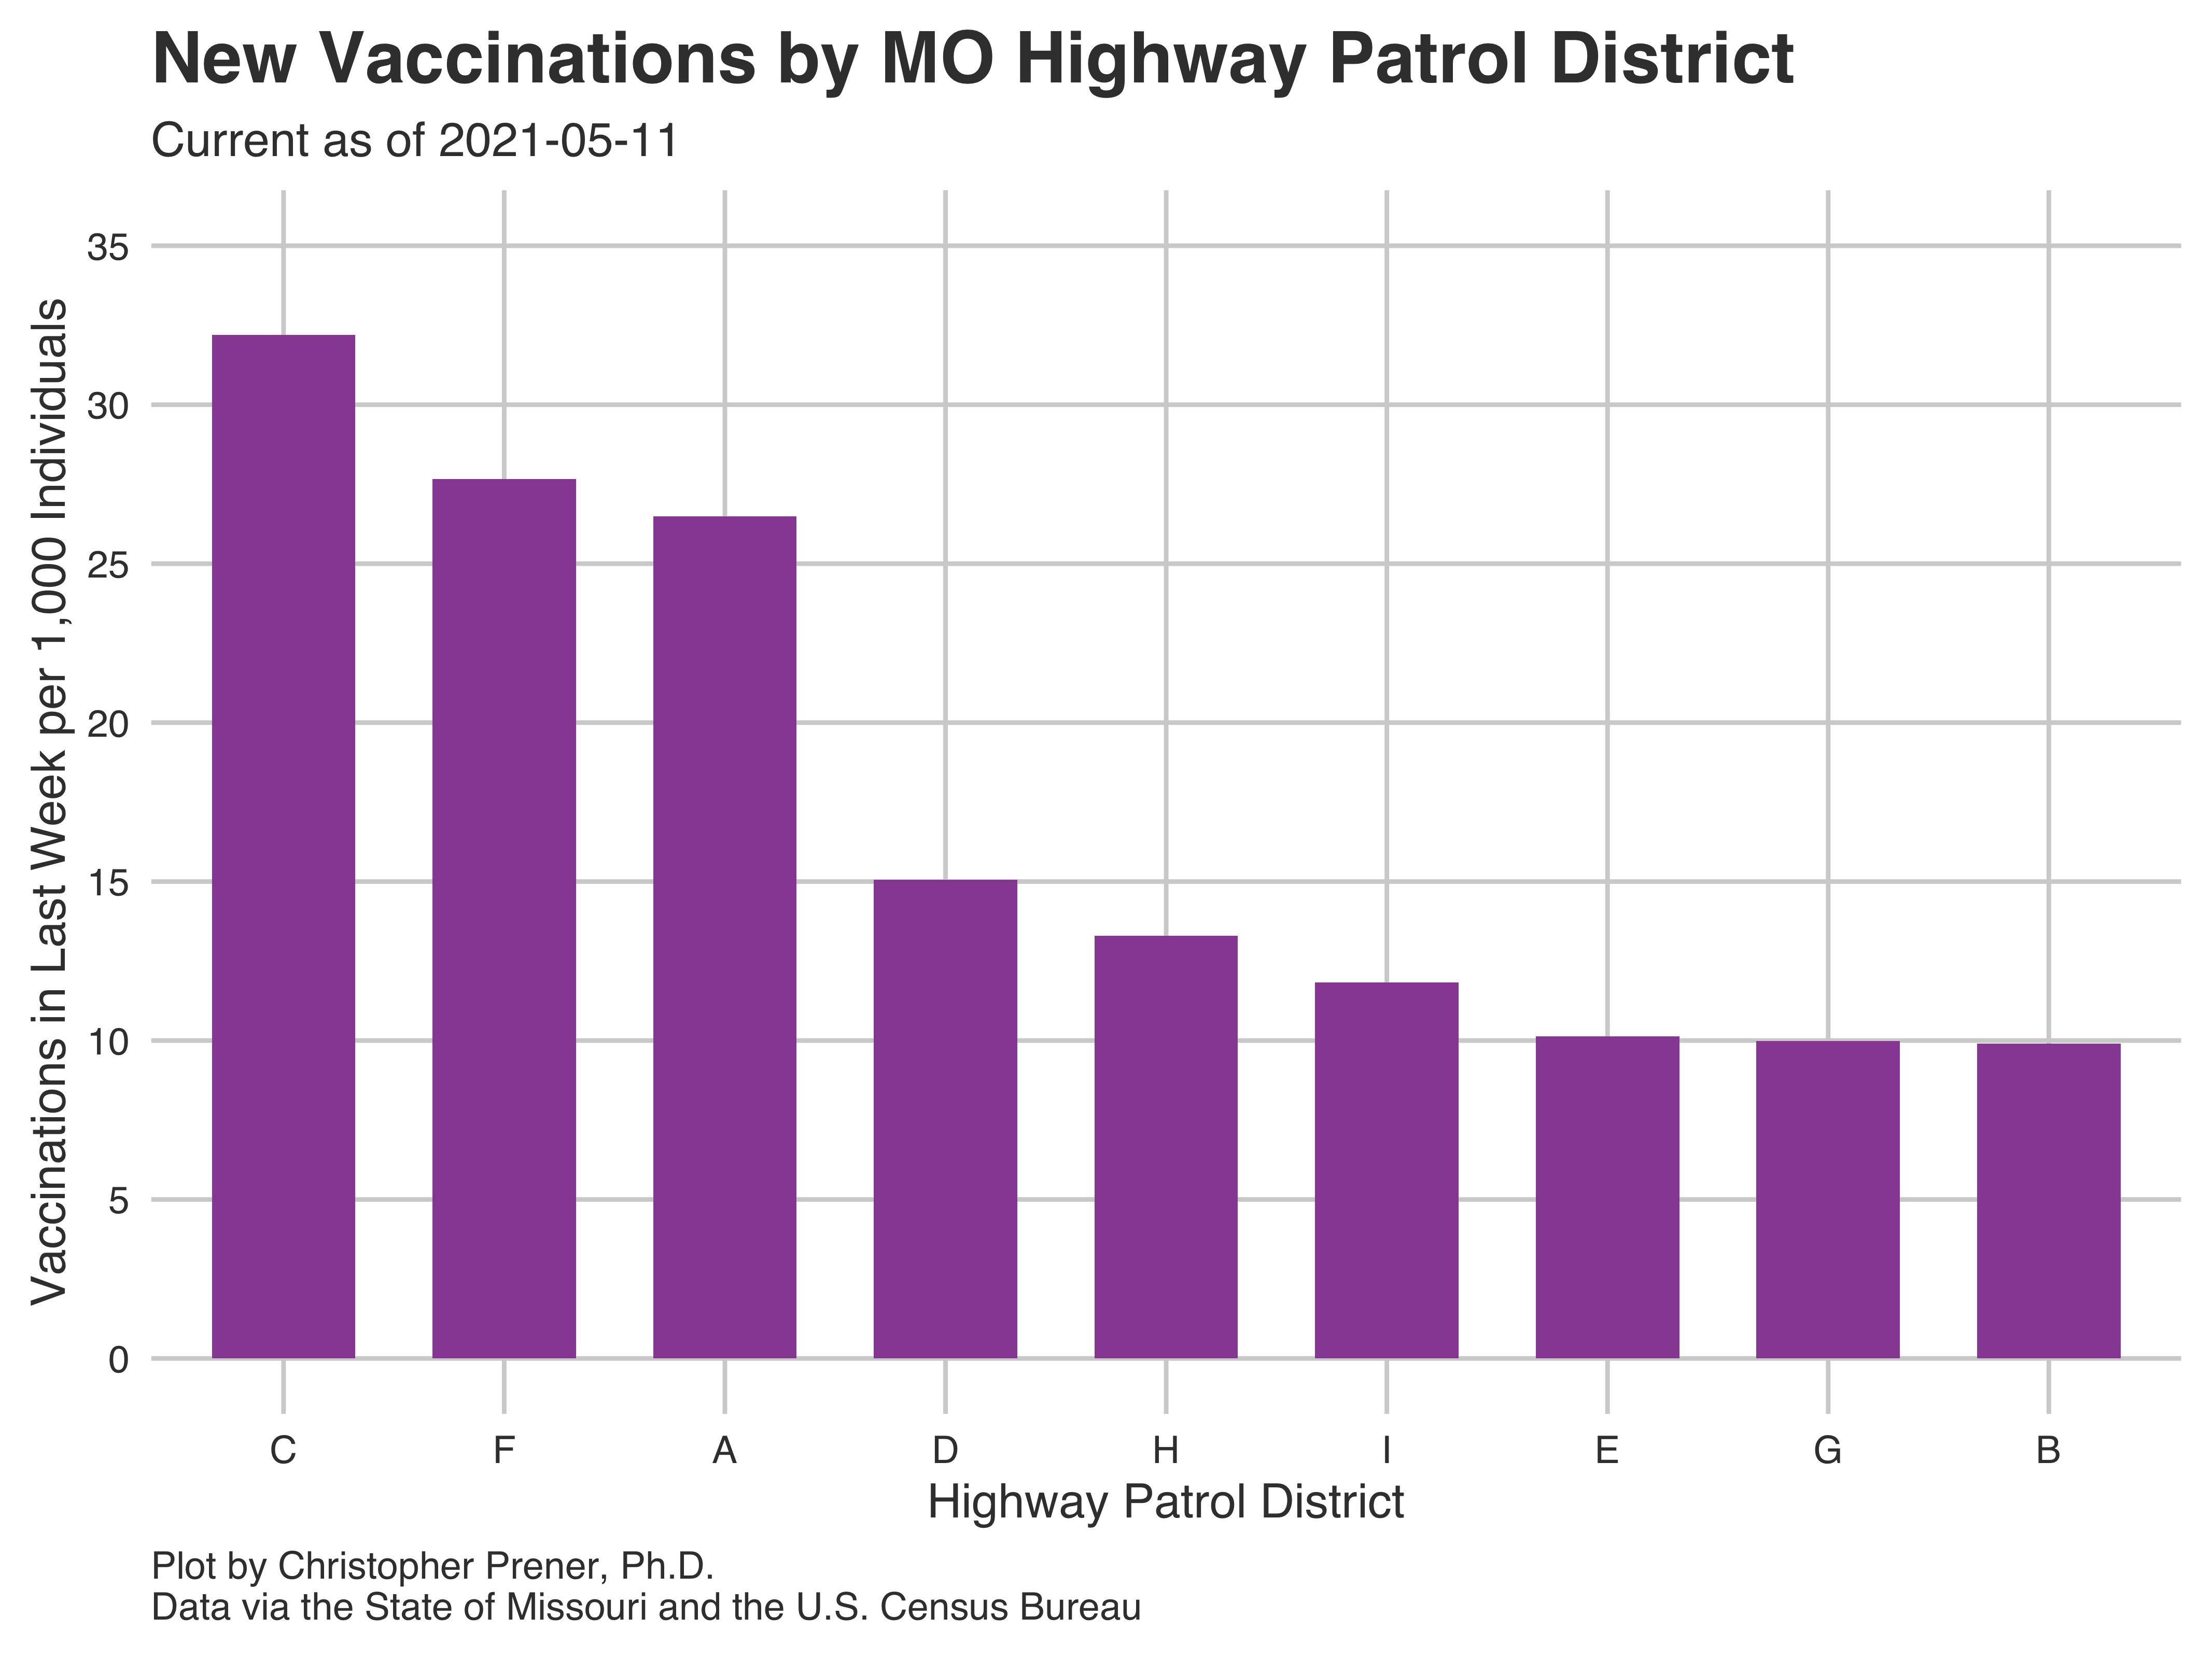 New Vaccinations by MO Highway Patrol District
Current as of 2021-05-11
Vaccinations in Last Week per 1,000 Individuals
35
30
25
20
15
10
5
0
C F A D H I E G B
Highway Patrol District
Plot by Christopher Prener, Ph.D.
Data via the State of Missouri and the U.S. Census Bureau